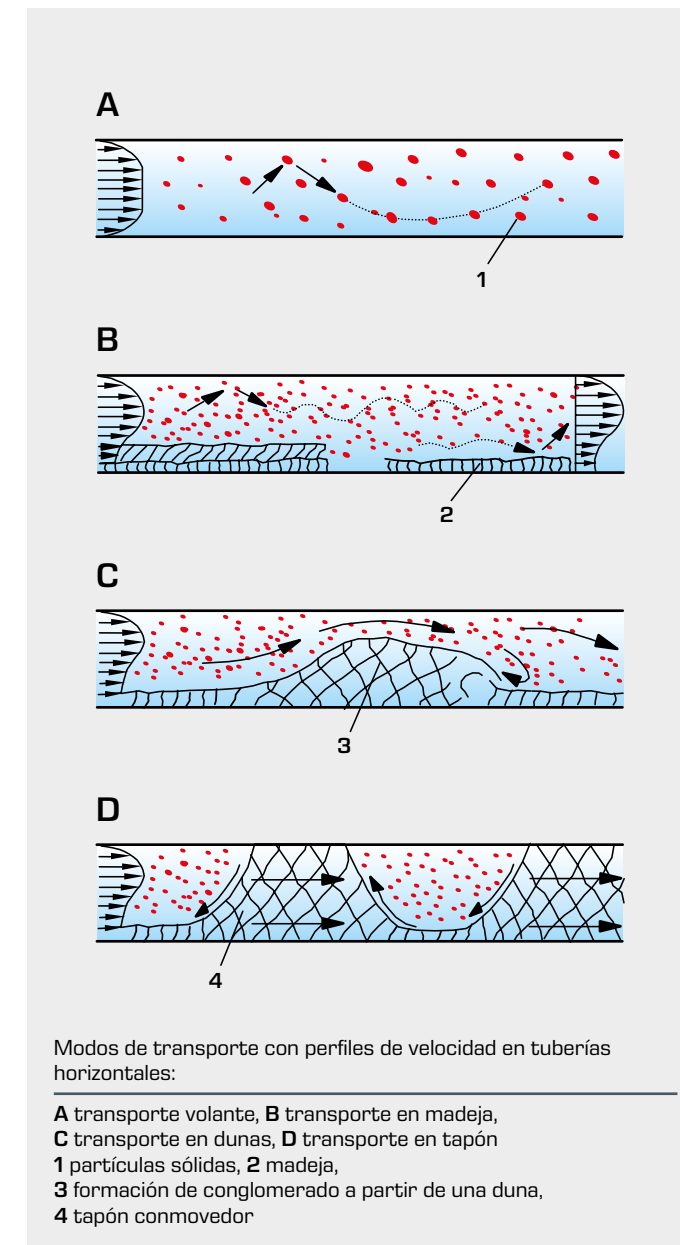 A
1
B
2
C
3
D
4
Modos de transporte con perfiles de velocidad en tuberías
horizontales:
A transporte volante, B transporte en madeja,
C transporte en dunas, D transporte en tapón
1 partículas sólidas, 2 madeja,
3 formación de conglomerado a partir de una duna,
4 tapón conmovedor